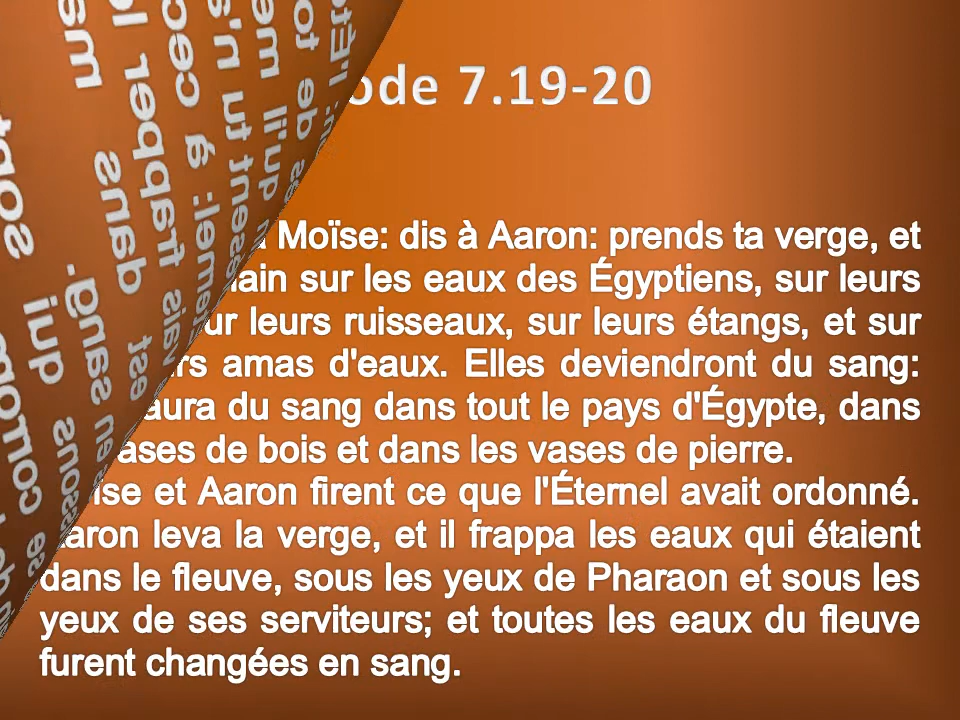 ode 7.19-20
Moïse: dis à Aaron: prends ta verge, et
ain sur les eaux des Égyptiens, sur leurs
ur leurs ruisseaux, sur leurs étangs, et sur
rs amas d'eaux. Elles deviendront du sang:
aura du sang dans tout le pays d'Égypte, dans
ases de bois et dans les vases de pierre.
ïse et Aaron firent ce que l'Éternel avait ordonné.
aron leva la verge, et il frappa les eaux qui étaient
dans le fleuve, sous les yeux de Pharaon et sous les
yeux de ses serviteurs; et toutes les eaux du fleuve
furent changées en sang.